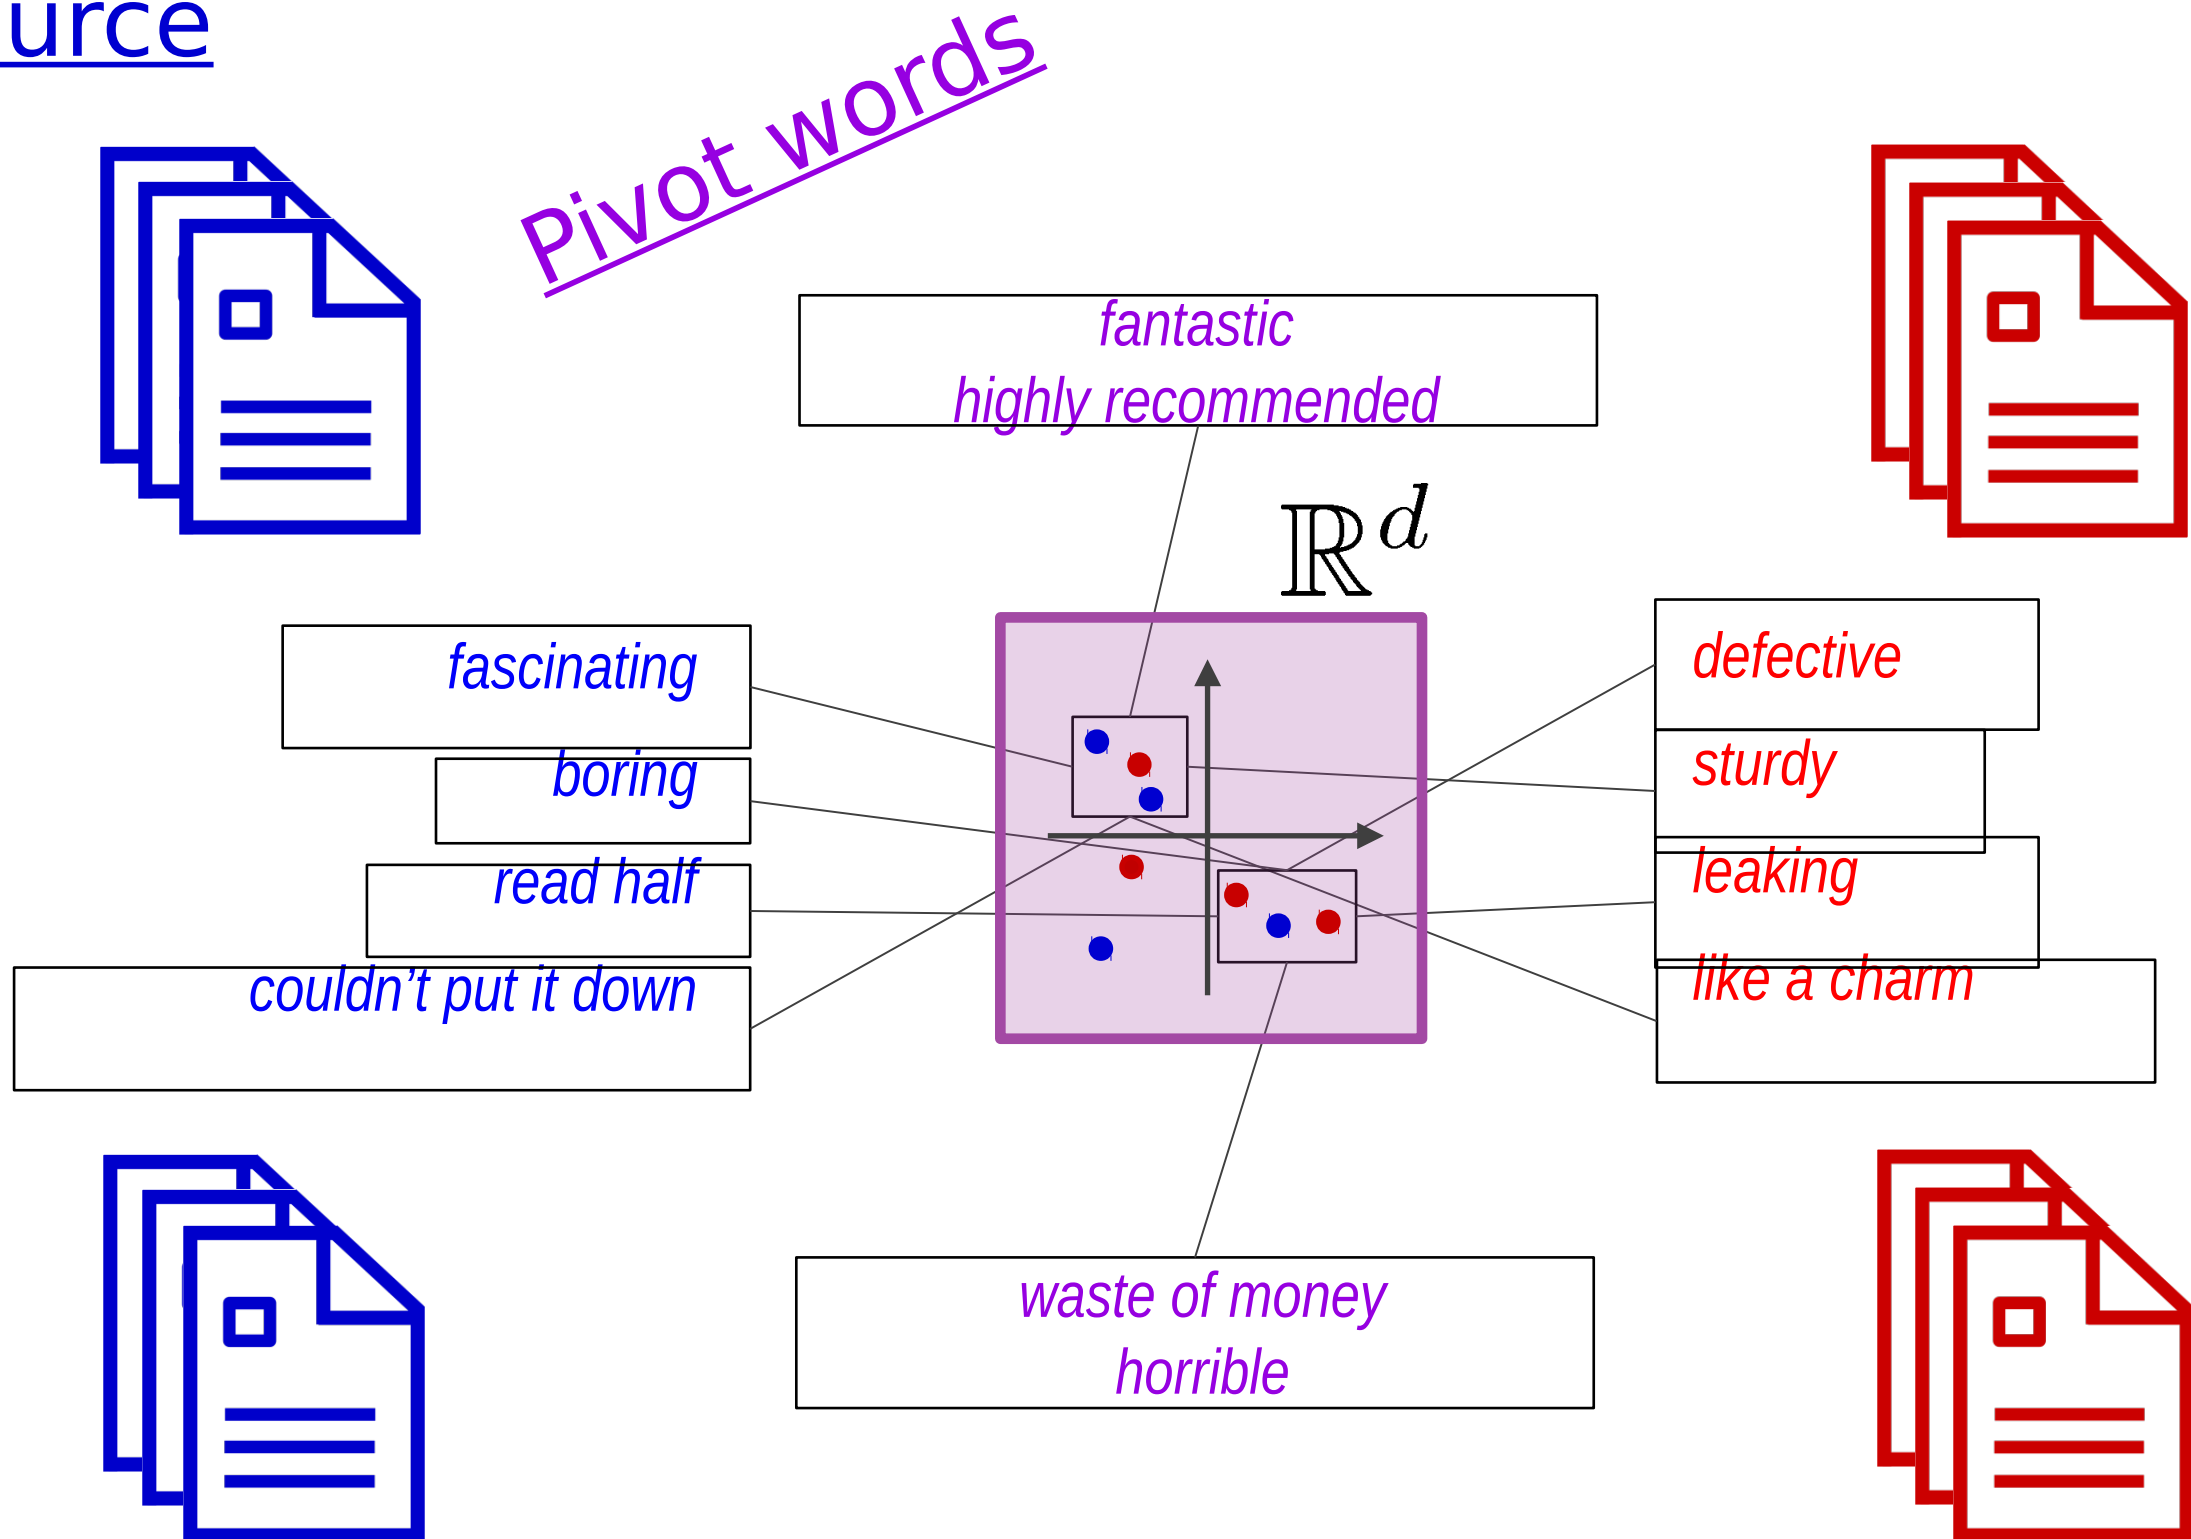 urce
Pivot words
fantastic
highly recommended
ℝᵈ
fascinating
boring
read half
couldn’t put it down
defective
sturdy
leaking
like a charm
waste of money
horrible